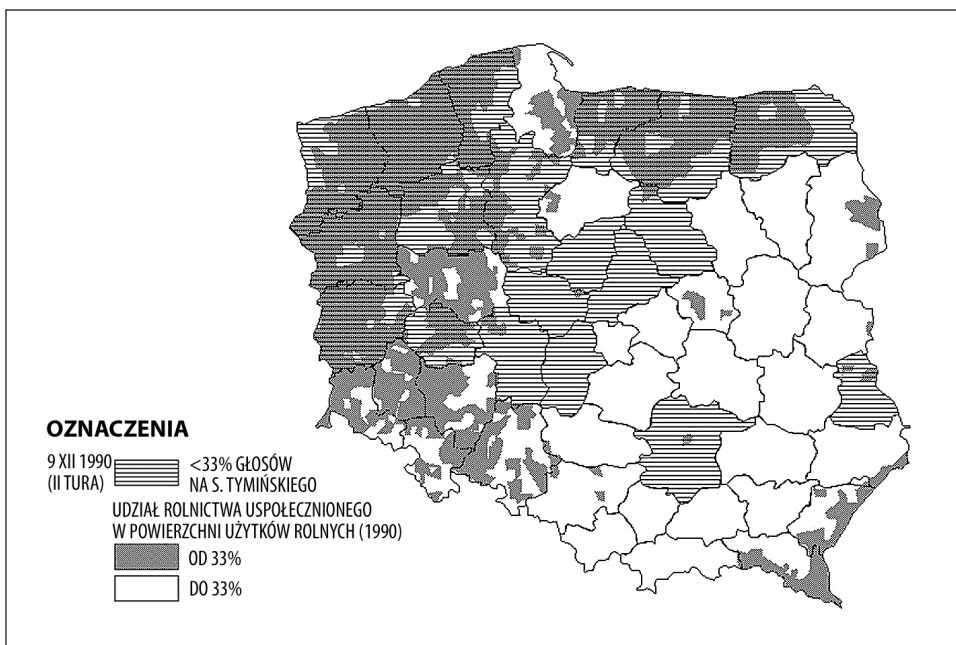 OZNACZENIA
9 XII 1990
(II TURA)
<33% GŁOSÓW
NA S. TYMIŃSKIEGO
UDZIAŁ ROLNICTWA USPOŁECZNIONEGO
W POWIERZCHNI UŻYTKÓW ROLNYCH (1990)
OD 33%
DO 33%